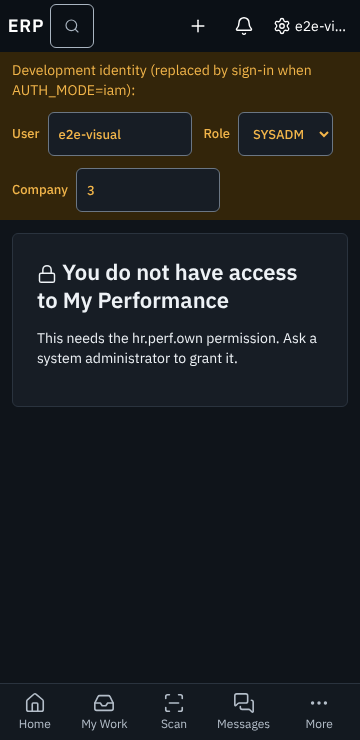 ERP
e2e-vi...
Development identity (replaced by sign-in when
AUTH_MODE=iam):
User e2e-visual Role SYSADM
Company 3
You do not have access
to My Performance
This needs the hr.perf.own permission. Ask a
system administrator to grant it.
Home My Work Scan Messages More